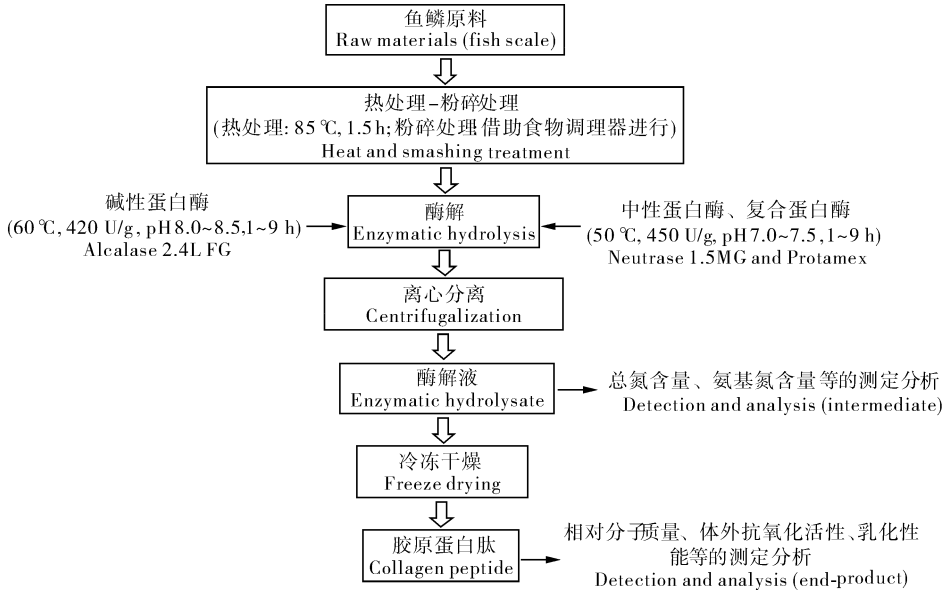 鱼鳞原料
Raw materials (fish scale)
热处理-粉碎处理
(热处理: 85 ℃, 1.5 h; 粉碎处理:借助食物调理器进行)
Heat and smashing treatment
碱性蛋白酶
(60 ℃, 420 U/g, pH 8.0~8.5,1~9 h)
Alcalase 2.4L FG
酶解
Enzymatic hydrolysis
中性蛋白酶、复合蛋白酶
(50 ℃, 450 U/g, pH 7.0~7.5 ,1~9 h)
Neutrase 1.5MG and Protamex
离心分离
Centrifugalization
酶解液
Enzymatic hydrolysate
总氮含量、氨基氮含量等的测定分析
Detection and analysis (intermediate)
冷冻干燥
Freeze drying
胶原蛋白肽
Collagen peptide
相对分子质量、体外抗氧化活性、乳化性
能等的测定分析
Detection and analysis (end-product)